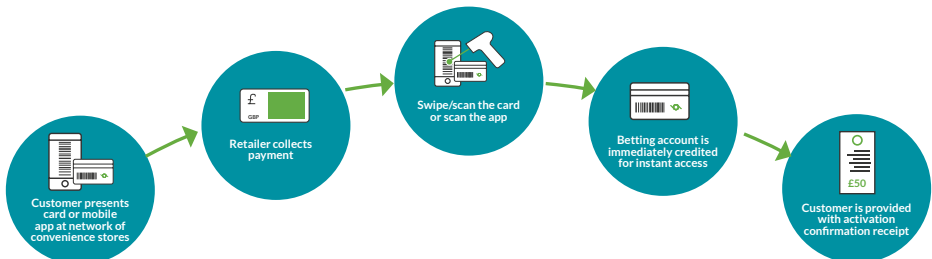 Customer presents
card or mobile
app at network of
convenience stores
£
GBP
Retailer collects
payment
Swipe/scan the card
or scan the app
Betting account is
immediately credited
for instant access
£50
Customer is provided
with activation
confirmation receipt